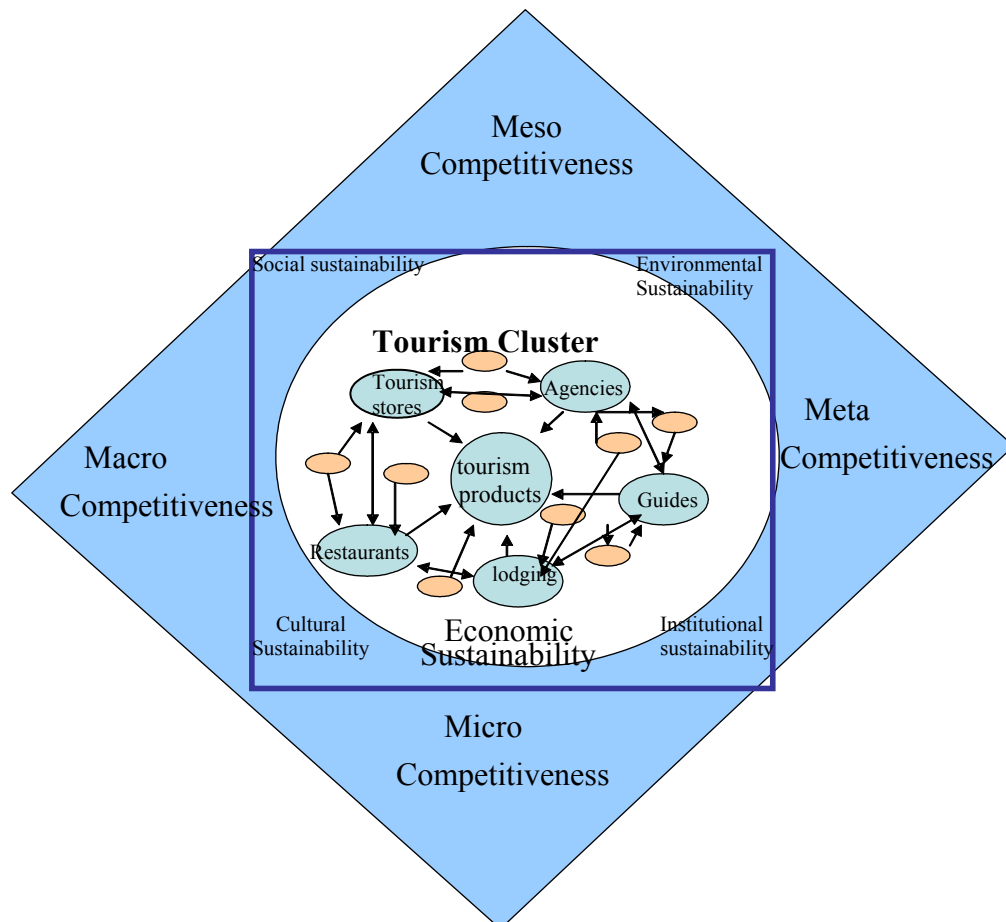 Meso
Competitiveness
Social sustainability
Environmental
Sustainability
Tourism Cluster
Tourism
stores
Agencies
Macro
Competitiveness
tourism
products
Meta
Competitiveness
Guides
Restaurants
lodging
Cultural
Sustainability
Economic
Sustainability
Institutional
sustainability
Micro
Competitiveness